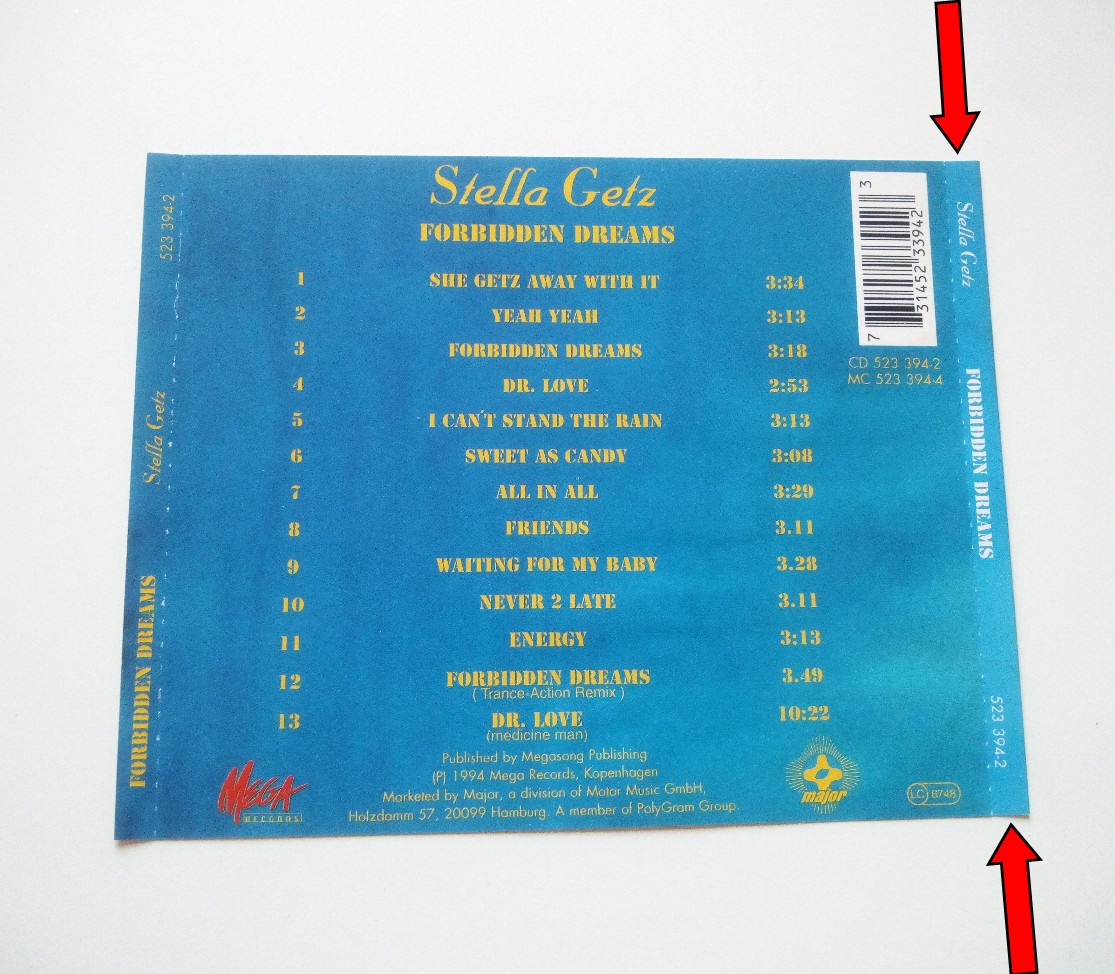 523 394-2
Stella Getz
FORBIDDEN DREAMS
Stella Getz
FORBIDDEN DREAMS
1 SHE GETZ AWAY WITH IT 3:34
2 YEAH YEAH 3:13
3 FORBIDDEN DREAMS 3:18
4 DR. LOVE 2:53
5 I CAN'T STAND THE RAIN 3:13
6 SWEET AS CANDY 3:08
7 ALL IN ALL 3:29
8 FRIENDS 3.11
9 WAITING FOR MY BABY 3.28
10 NEVER 2 LATE 3.11
11 ENERGY 3:13
12 FORBIDDEN DREAMS 3.49
( Trance-Action Remix )
13 DR. LOVE 10:22
(medicine man)
Published by Megasong Publishing
(P) 1994 Mega Records, Kopenhagen
Marketed by Major, a division of Motor Music GmbH,
Holzdamm 57, 20099 Hamburg. A member of PolyGram Group.
MEGA
RECORDS
major
LC 8748
7 31452 33942 3
CD 523 394-2
MC 523 394-4
Stella Getz
FORBIDDEN DREAMS
523 394-2